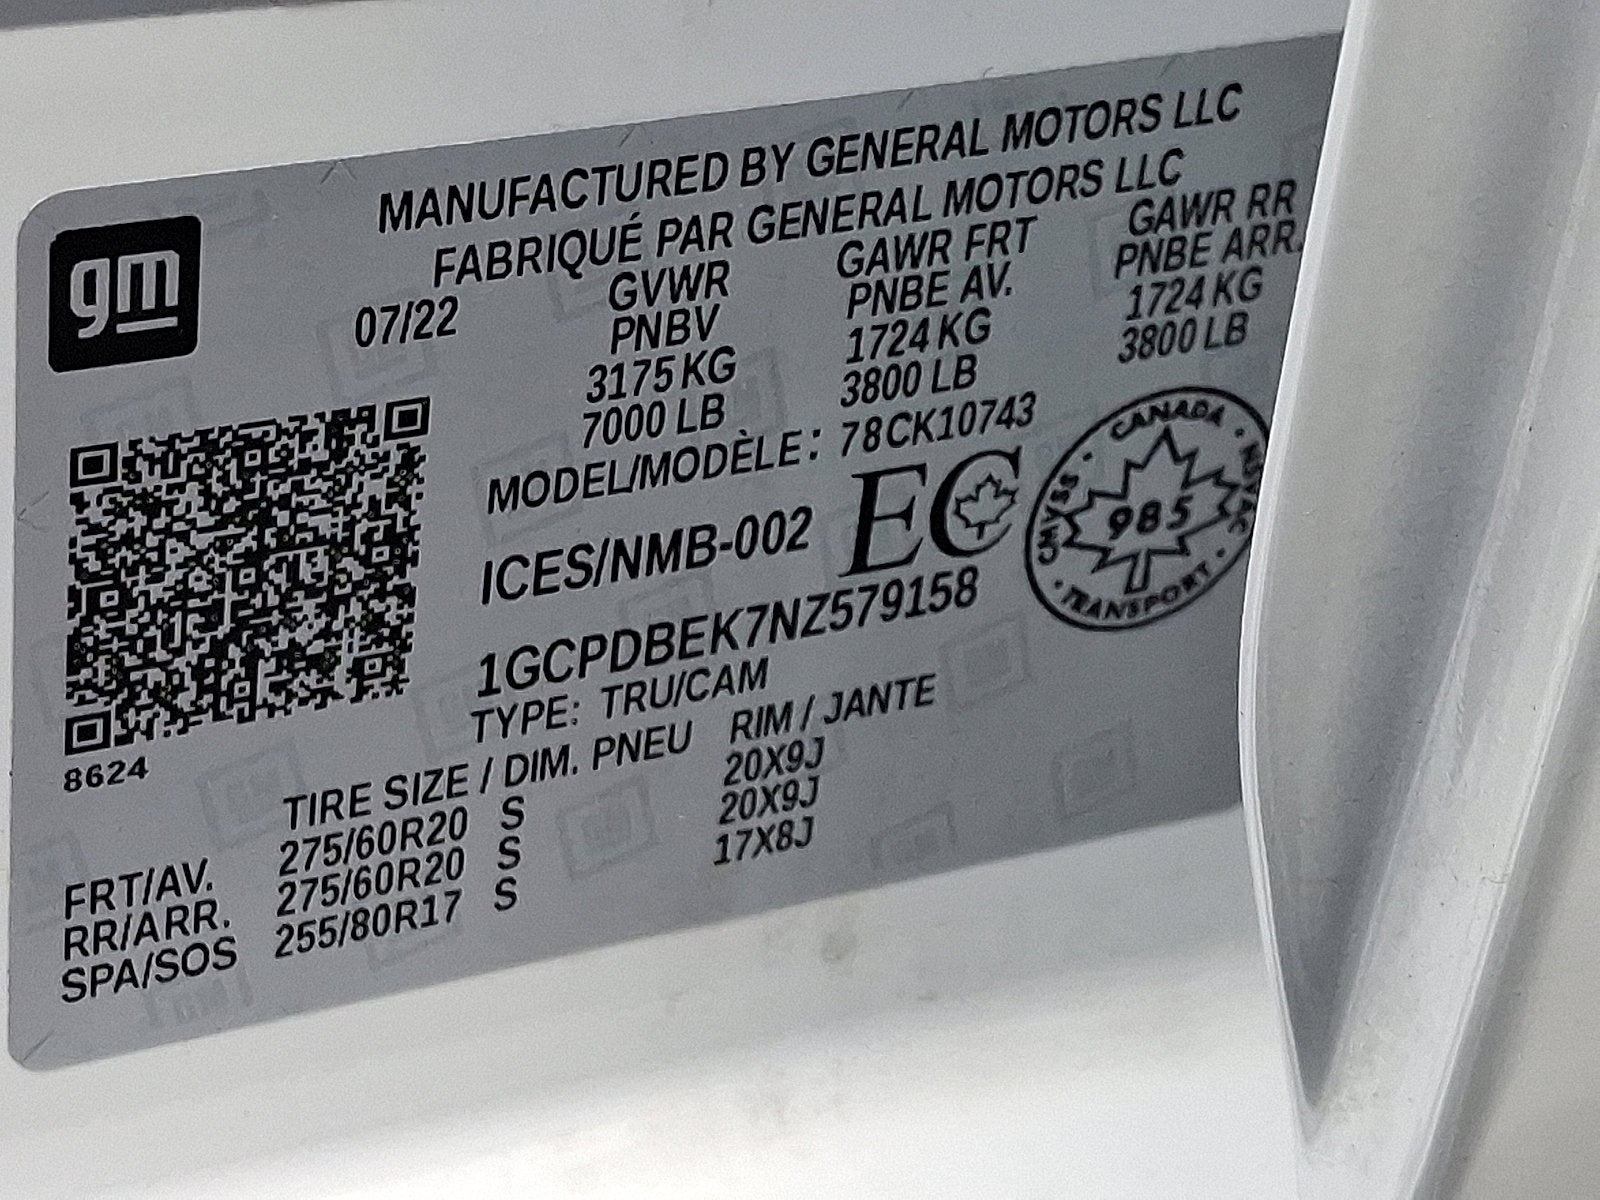 gm
MANUFACTURED BY GENERAL MOTORS LLC
FABRIQUÉ PAR GENERAL MOTORS LLC
07/22
GVWR GAWR FRT GAWR RR
PNBV PNBE AV. PNBE ARR.
3175 KG 1724 KG 1724 KG
7000 LB 3800 LB 3800 LB
MODEL/MODÈLE: 78CK10743
ICES/NMB-002 EC
CANADA · NSVAC · TRANSPORT · CMVSS ·
985
1GCPDBEK7NZ579158
TYPE: TRU/CAM
8624
TIRE SIZE / DIM. PNEU RIM / JANTE
FRT/AV. 275/60R20 S 20X9J
RR/ARR. 275/60R20 S 20X9J
SPA/SOS 255/80R17 S 17X8J